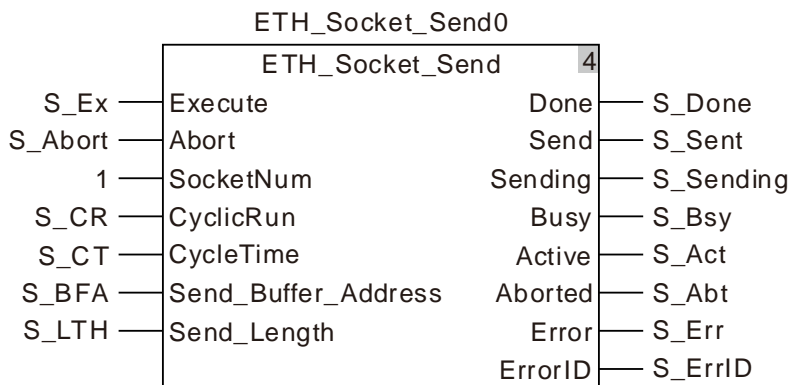 ETH_Socket_Send0
ETH_Socket_Send 4
S_Ex Execute Done S_Done
S_Abort Abort Send S_Sent
1 SocketNum Sending S_Sending
S_CR CyclicRun Busy S_Bsy
S_CT CycleTime Active S_Act
S_BFA Send_Buffer_Address Aborted S_Abt
S_LTH Send_Length Error S_Err
ErrorID S_ErrID